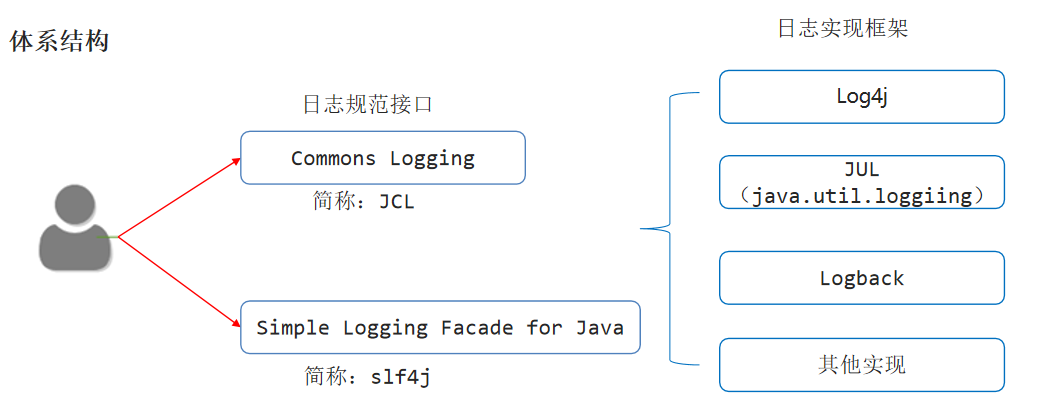 体系结构
日志规范接口
Commons Logging
简称：JCL
Simple Logging Facade for Java
简称：slf4j
日志实现框架
Log4j
JUL
（java.util.loggiing）
Logback
其他实现